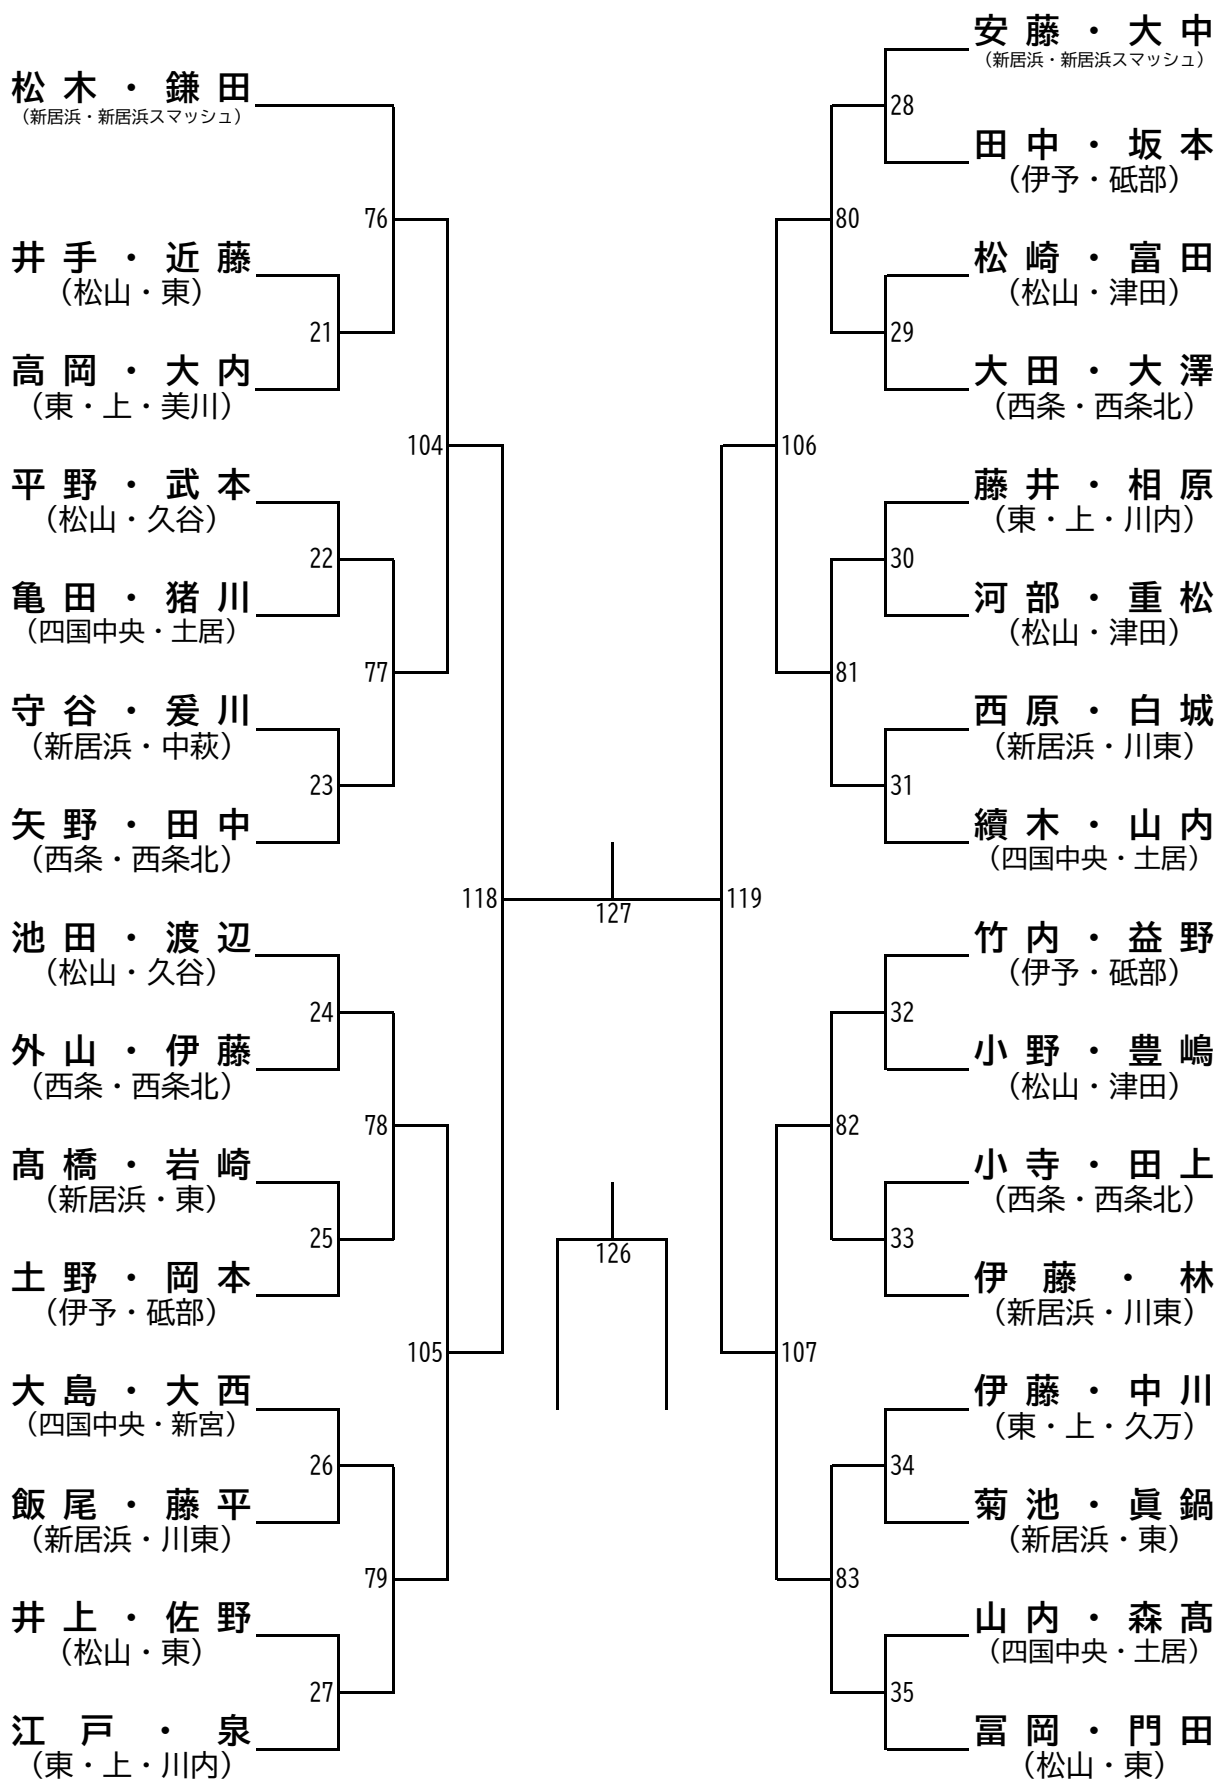 松木・鎌田
（新居浜・新居浜スマッシュ）
76
井手・近藤
（松山・東）
21
高岡・大内
（東・上・美川）
104
平野・武本
（松山・久谷）
22
亀田・猪川
（四国中央・土居）
77
守谷・爰川
（新居浜・中萩）
23
矢野・田中
（西条・西条北）
118
池田・渡辺
（松山・久谷）
24
外山・伊藤
（西条・西条北）
78
髙橋・岩崎
（新居浜・東）
25
土野・岡本
（伊予・砥部）
105
大島・大西
（四国中央・新宮）
26
飯尾・藤平
（新居浜・川東）
79
井上・佐野
（松山・東）
27
江戸・泉
（東・上・川内）
127
126
安藤・大中
（新居浜・新居浜スマッシュ）
28
田中・坂本
（伊予・砥部）
80
松崎・富田
（松山・津田）
29
大田・大澤
（西条・西条北）
106
藤井・相原
（東・上・川内）
30
河部・重松
（松山・津田）
81
西原・白城
（新居浜・川東）
31
續木・山内
（四国中央・土居）
119
竹内・益野
（伊予・砥部）
32
小野・豊嶋
（松山・津田）
82
小寺・田上
（西条・西条北）
33
伊藤・林
（新居浜・川東）
107
伊藤・中川
（東・上・久万）
34
菊池・眞鍋
（新居浜・東）
83
山内・森髙
（四国中央・土居）
35
冨岡・門田
（松山・東）